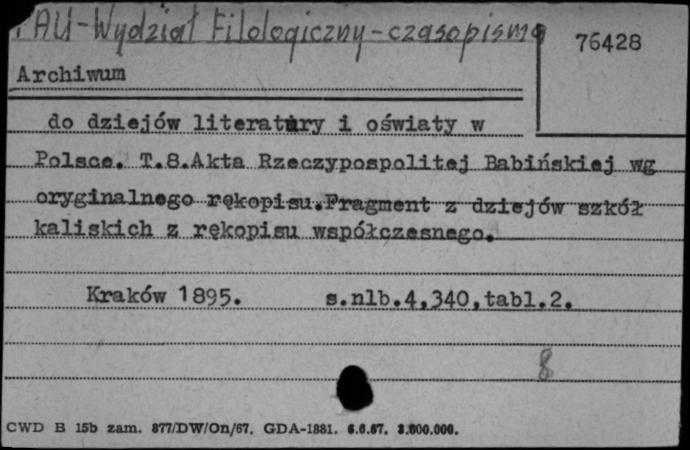 PAU-Wydział Filologiczny-czasopisma
76428
Archiwum
do dziejów literatury i oświaty w
Polsce. T.8.Akta Rzeczypospolitej Babińskiej wg
oryginalnego rękopisu.Fragment z dziejów szkół
kaliskich z rękopisu współczesnego.
Kraków 1895. s.nlb.4,340,tabl.2.
8
CWD B 15b zam. 877/DW/On/67. GDA-1881. 6.6.67. 3.000.000.